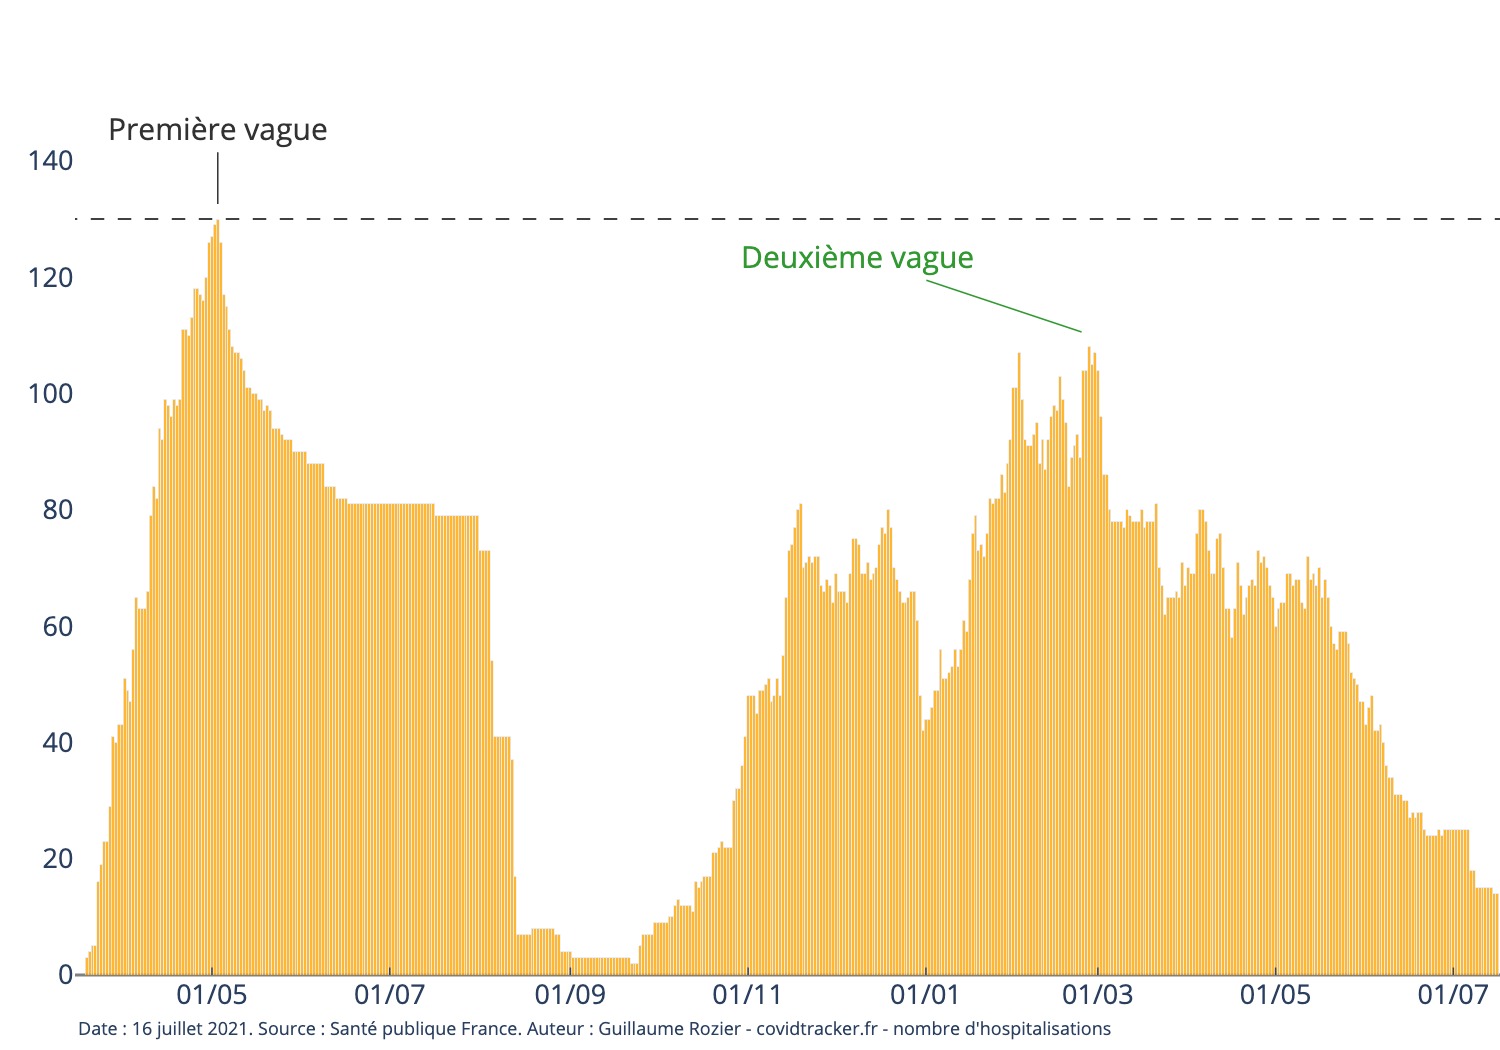 Première vague
140
Deuxième vague
120
100
80
60
40
20
0
01/05 01/07 01/09 01/11 01/01 01/03 01/05 01/07
Date : 16 juillet 2021. Source : Santé publique France. Auteur : Guillaume Rozier - covidtracker.fr - nombre d'hospitalisations